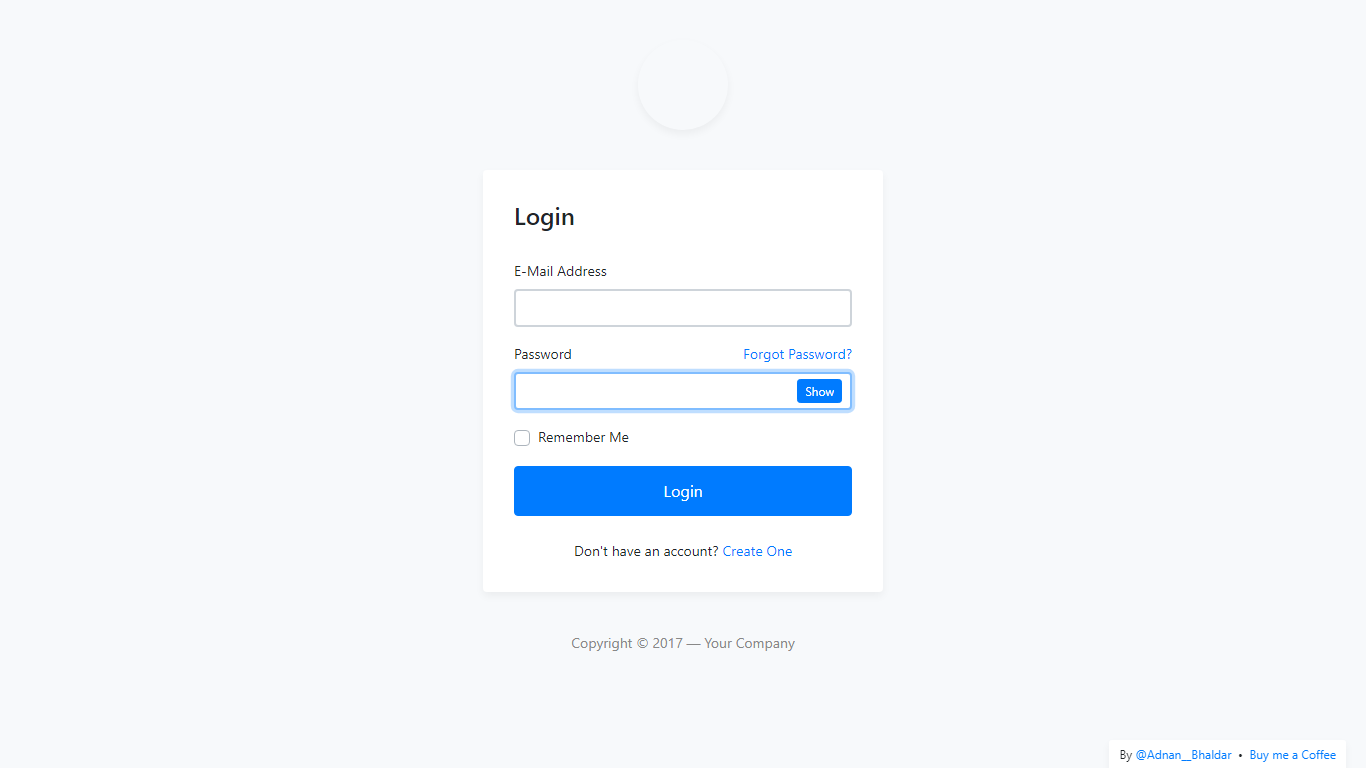 Login
E-Mail Address
Password Forgot Password?
Show
Remember Me
Login
Don't have an account? Create One
Copyright © 2017 — Your Company
By @Adnan__Bhaldar • Buy me a Coffee